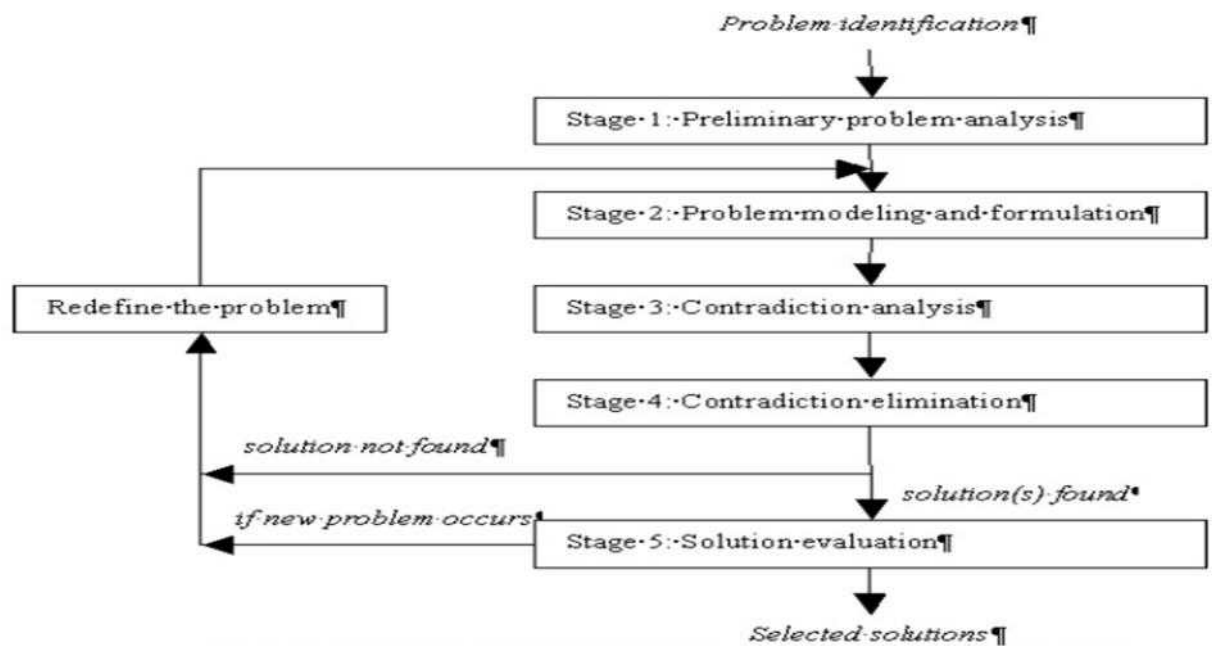 Problem·identification¶
Stage·1:·Preliminary·problem·analysis¶
Stage·2:·Problem·modeling·and·formulation¶
Redefine·the·problem¶
Stage·3:·Contradiction·analysis¶
Stage·4:·Contradiction·elimination¶
solution·not·found¶
solution(s)·found¶
if·new·problem·occurs¶
Stage·5:·Solution·evaluation¶
Selected·solutions¶